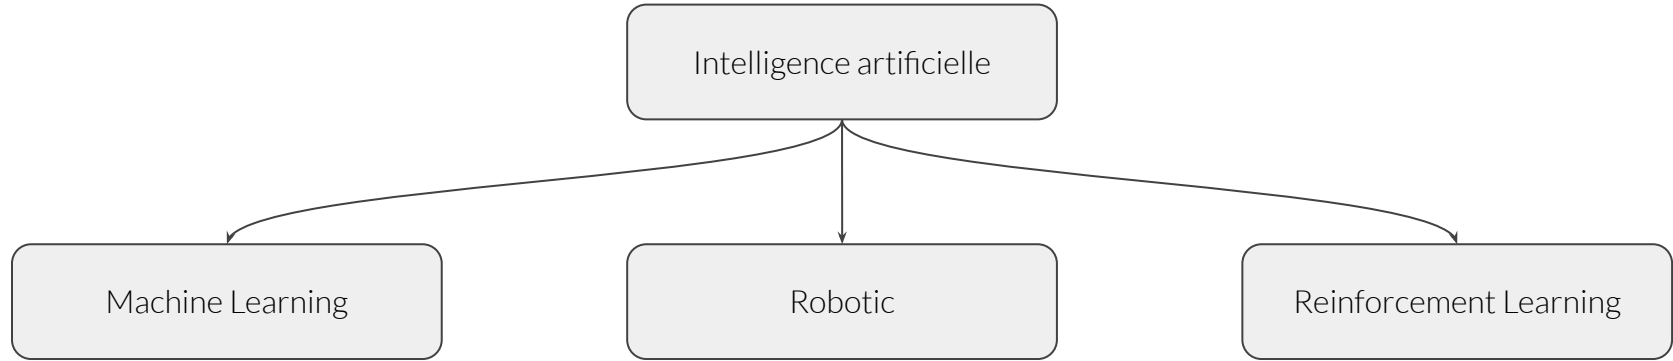 Intelligence artificielle
Machine Learning
Robotic
Reinforcement Learning